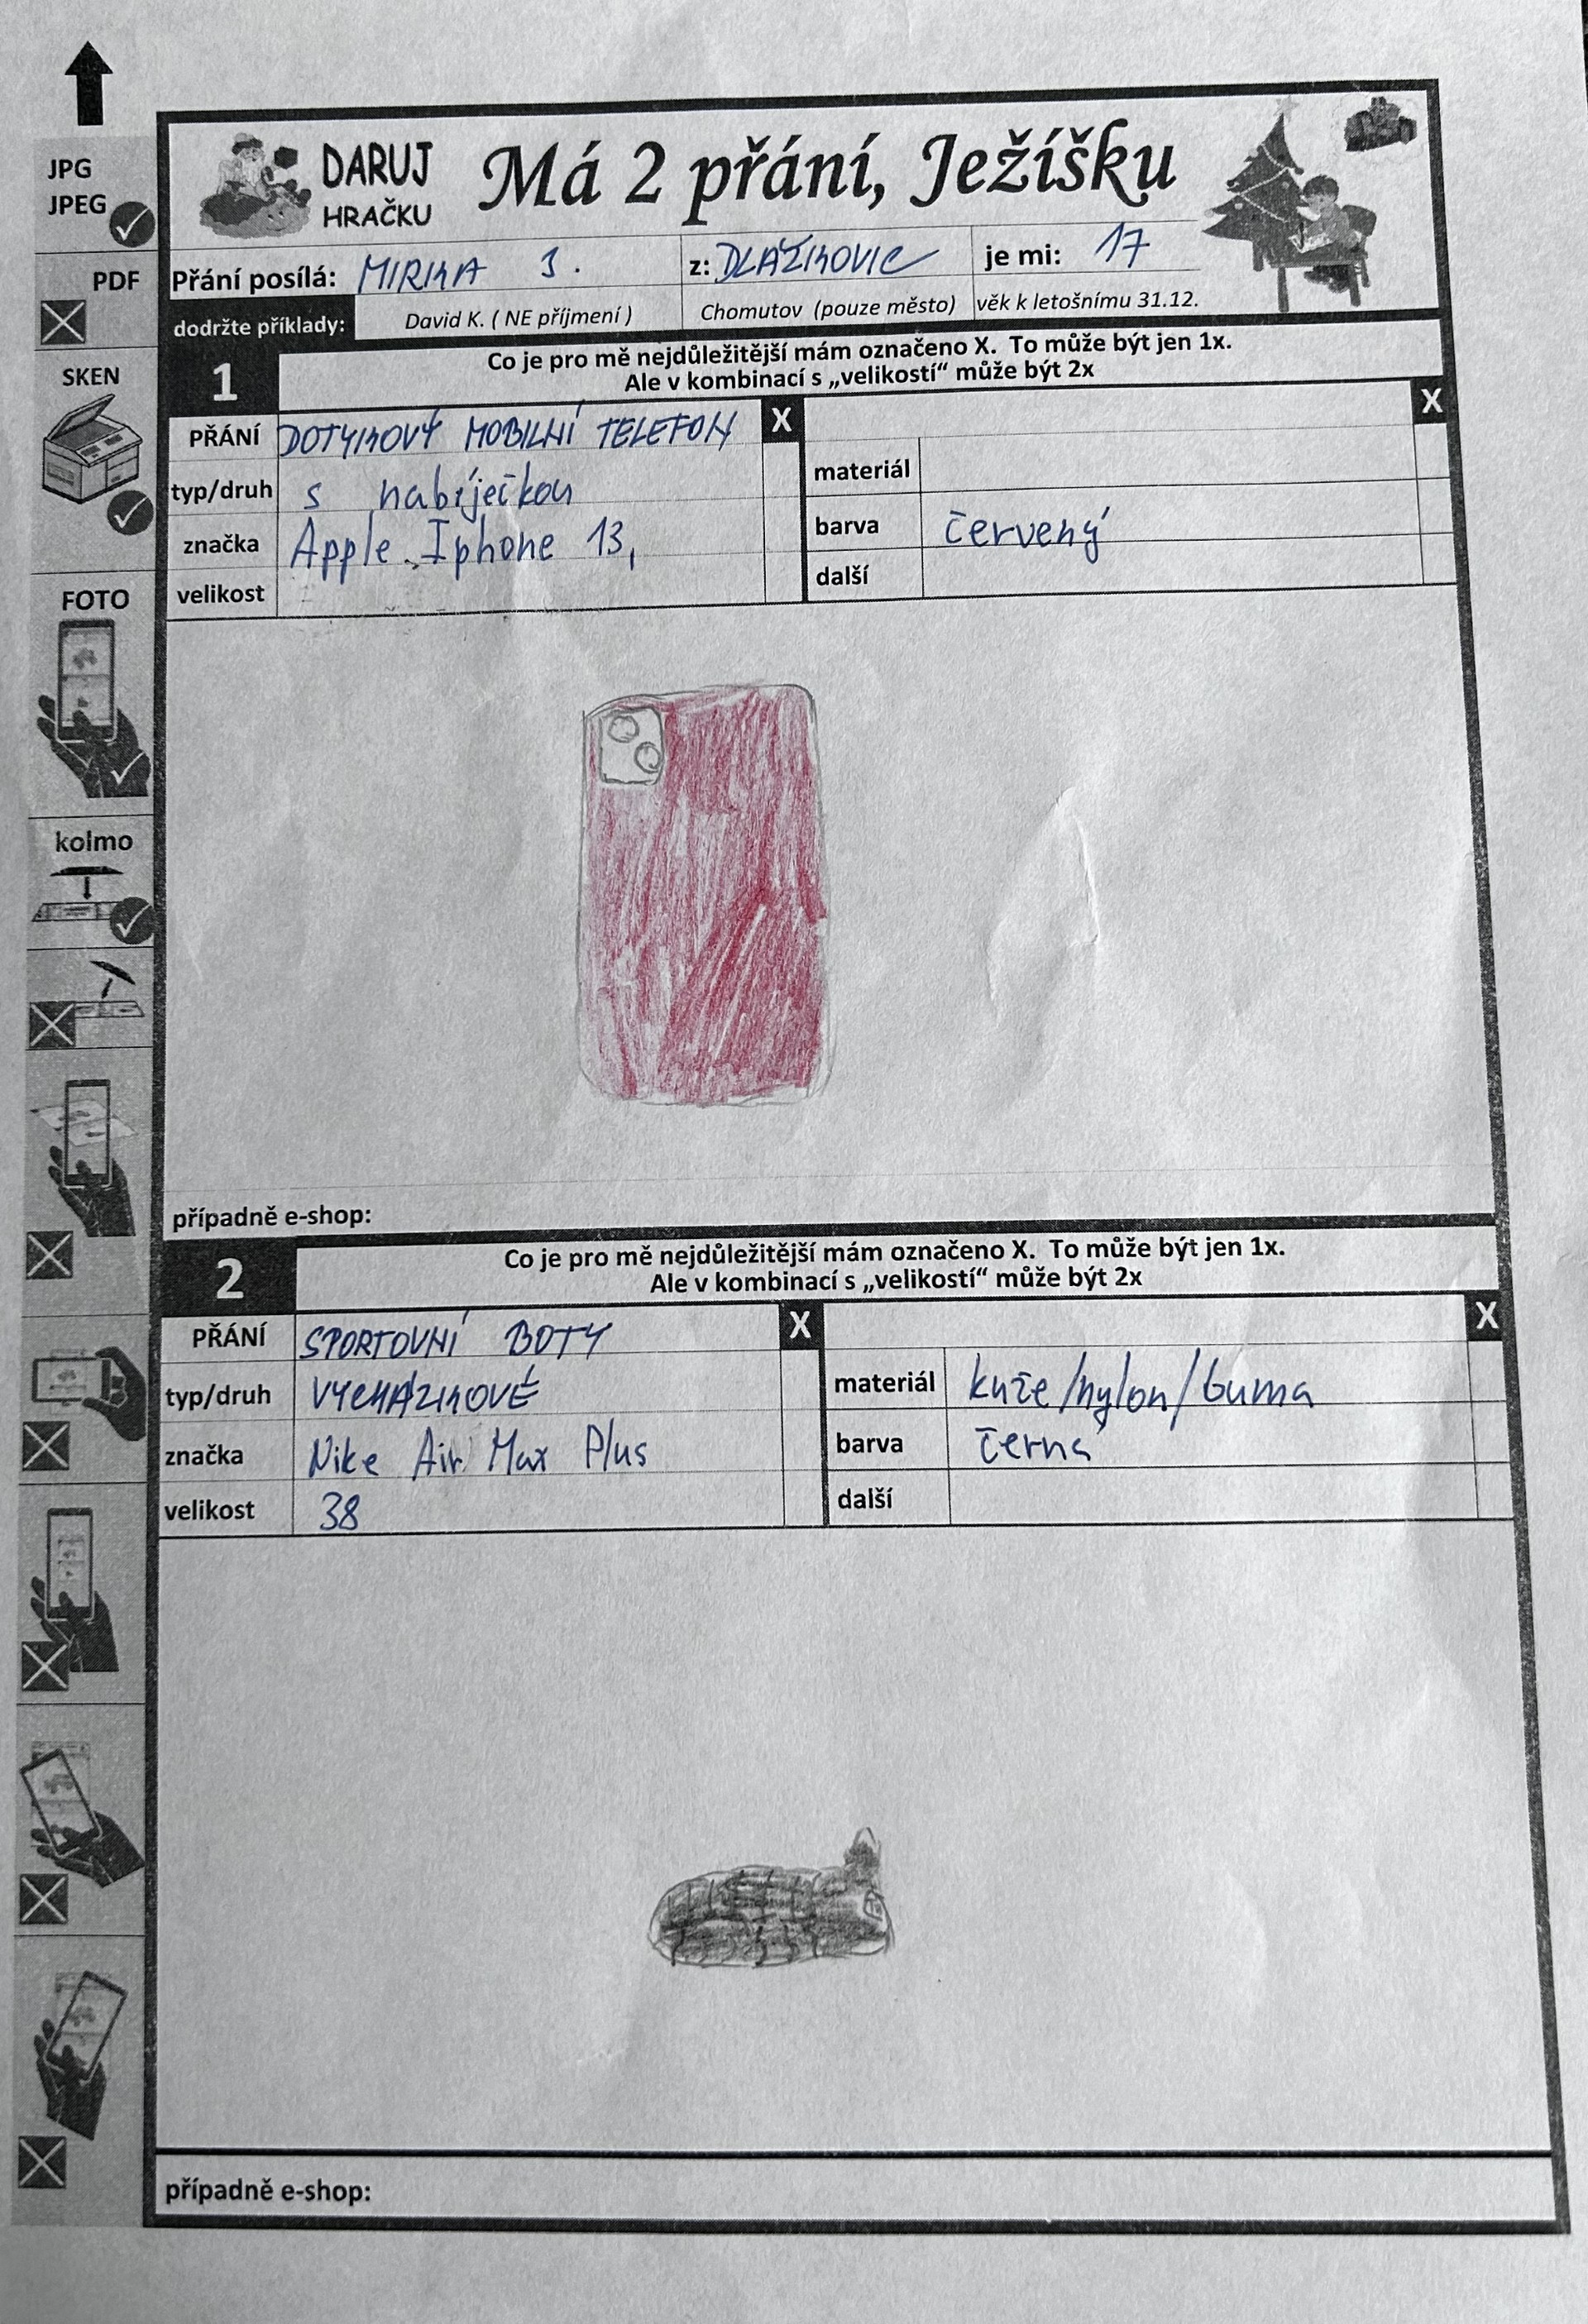 JPG
JPEG
PDF
SKEN
FOTO
kolmo
DARUJ
HRAČKU
Má 2 přání, Ježíšku
Přání posílá: MIRKA J. z: DLAŽKOVIC je mi: 17
dodržte příklady: David K. ( NE příjmení ) Chomutov (pouze město) věk k letošnímu 31.12.
1
Co je pro mě nejdůležitější mám označeno X. To může být jen 1x.
Ale v kombinací s „velikostí“ může být 2x
PŘÁNÍ DOTYKOVÝ MOBILNÍ TELEFON X X
typ/druh s nabíječkou materiál
značka Apple Iphone 13, barva červený
velikost další
případně e-shop:
2
Co je pro mě nejdůležitější mám označeno X. To může být jen 1x.
Ale v kombinací s „velikostí“ může být 2x
PŘÁNÍ SPORTOVNÍ BOTY X X
typ/druh VYCHÁZKOVÉ materiál kuže/nylon/guma
značka Nike Air Max Plus barva černá
velikost 38 další
případně e-shop: